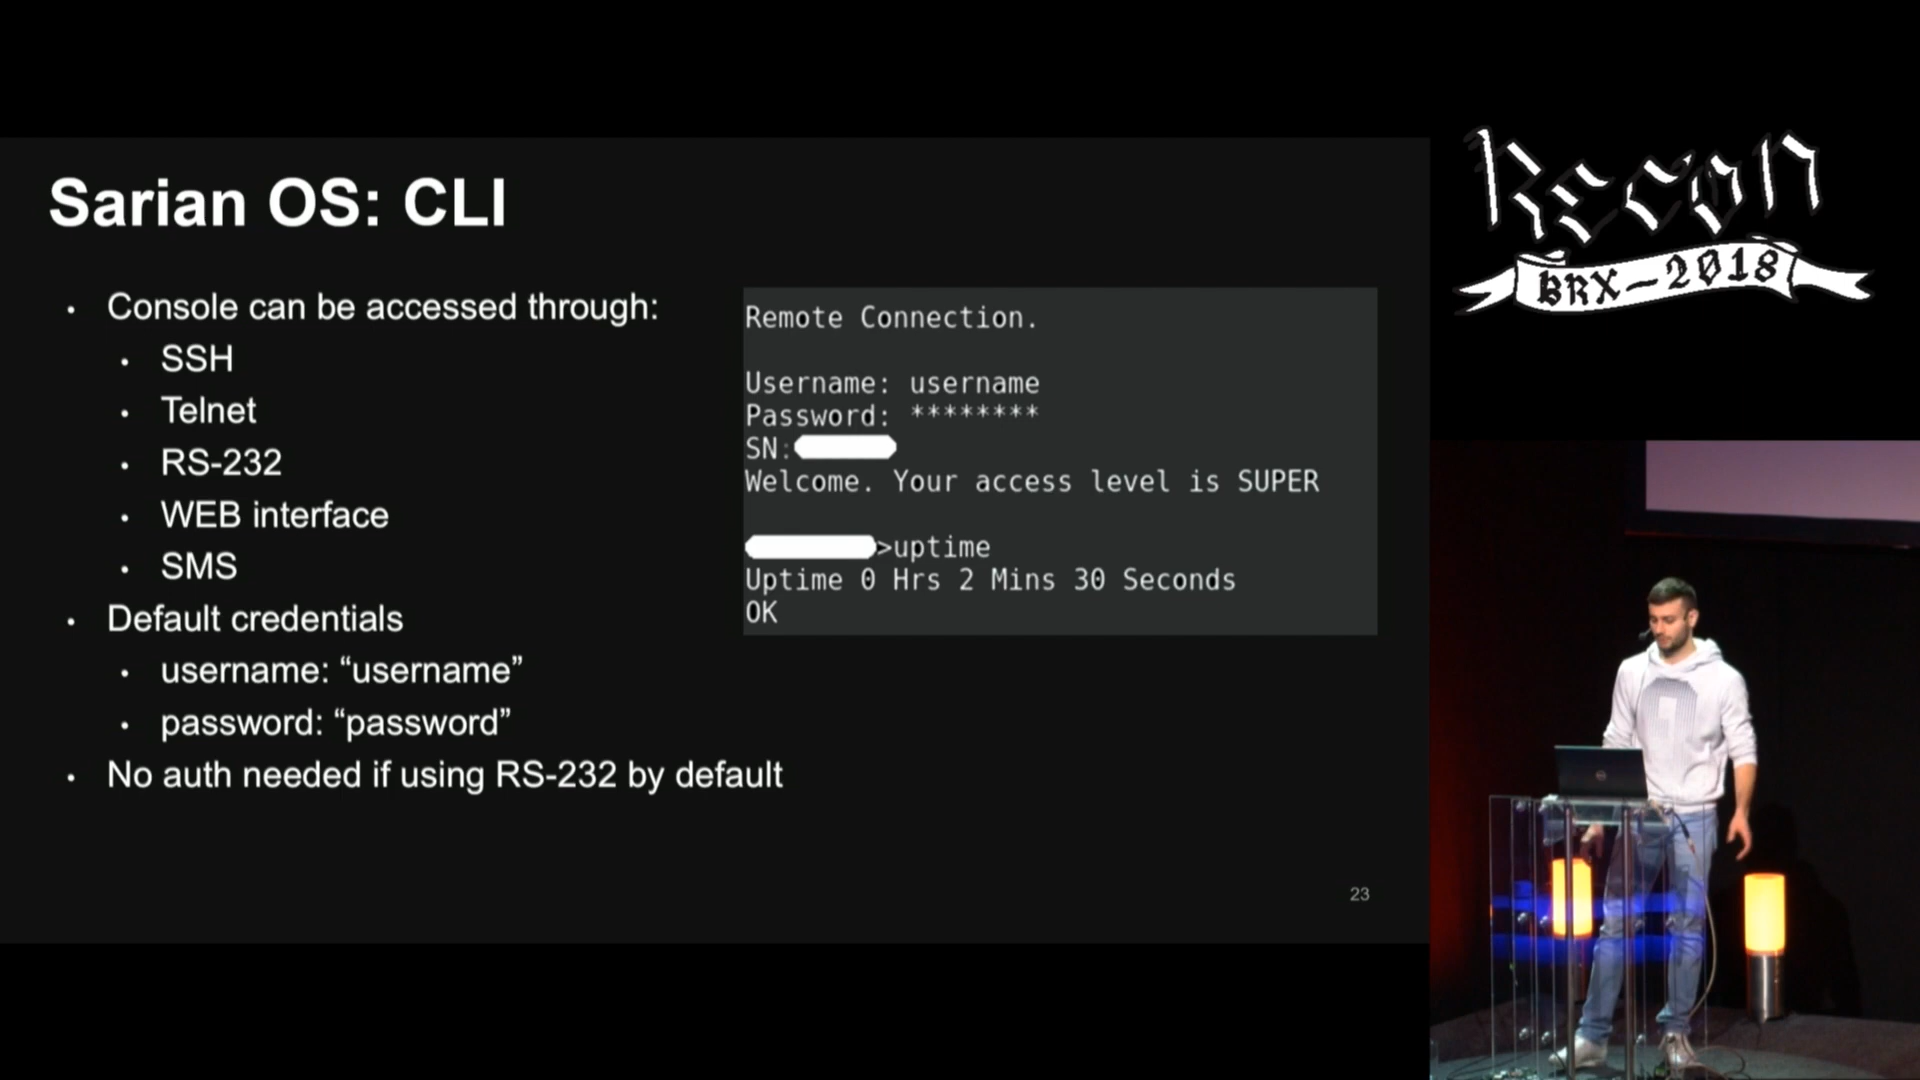 Sarian OS: CLI
• Console can be accessed through:
• SSH
• Telnet
• RS-232
• WEB interface
• SMS
• Default credentials
• username: “username”
• password: “password”
• No auth needed if using RS-232 by default
Remote Connection.
Username: username
Password: ********
SN:
Welcome. Your access level is SUPER
>uptime
Uptime 0 Hrs 2 Mins 30 Seconds
OK
23
Recon
BRX-2018